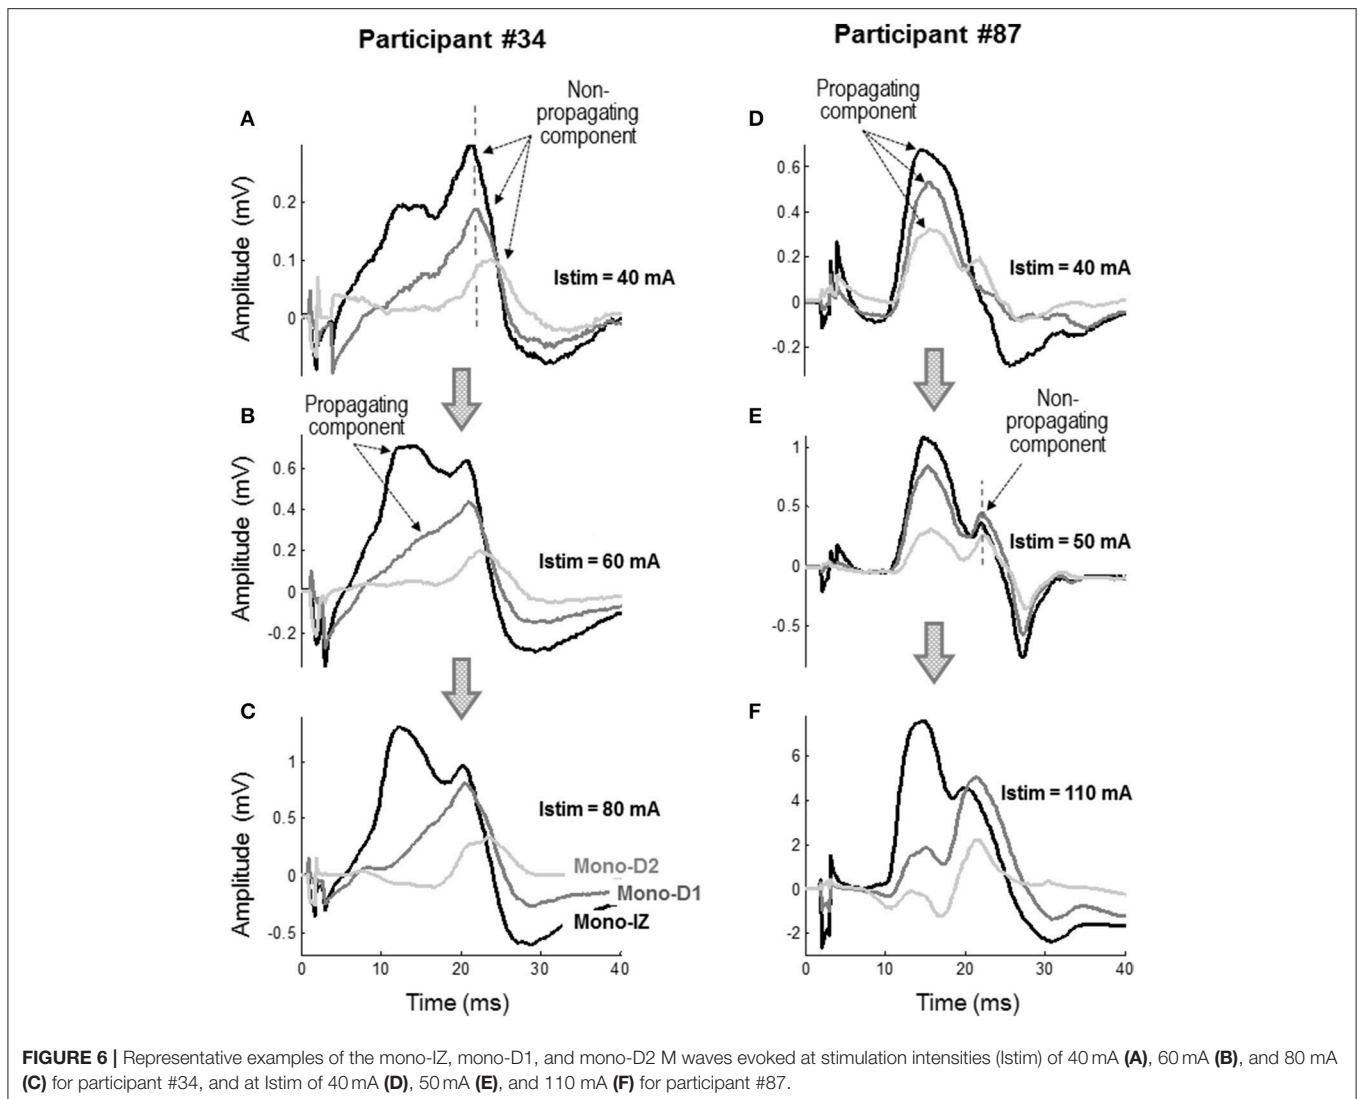 Participant #34
Participant #87
A
Non-
propagating
component
Amplitude (mV)
0.2
0.1
0
Istim = 40 mA
B
Propagating
component
Amplitude (mV)
0.6
0.4
0.2
0
-0.2
Istim = 60 mA
C
Amplitude (mV)
1
0.5
0
-0.5
Istim = 80 mA
Mono-D2
Mono-D1
Mono-IZ
0
10
20
30
40
Time (ms)
D
Propagating
component
0.6
0.4
0.2
0
-0.2
Istim = 40 mA
E
Non-
propagating
component
1
0.5
0
-0.5
Istim = 50 mA
F
6
4
2
0
-2
Istim = 110 mA
0
10
20
30
40
Time (ms)
FIGURE 6 | Representative examples of the mono-IZ, mono-D1, and mono-D2 M waves evoked at stimulation intensities (Istim) of 40 mA (A), 60 mA (B), and 80 mA
(C) for participant #34, and at Istim of 40 mA (D), 50 mA (E), and 110 mA (F) for participant #87.